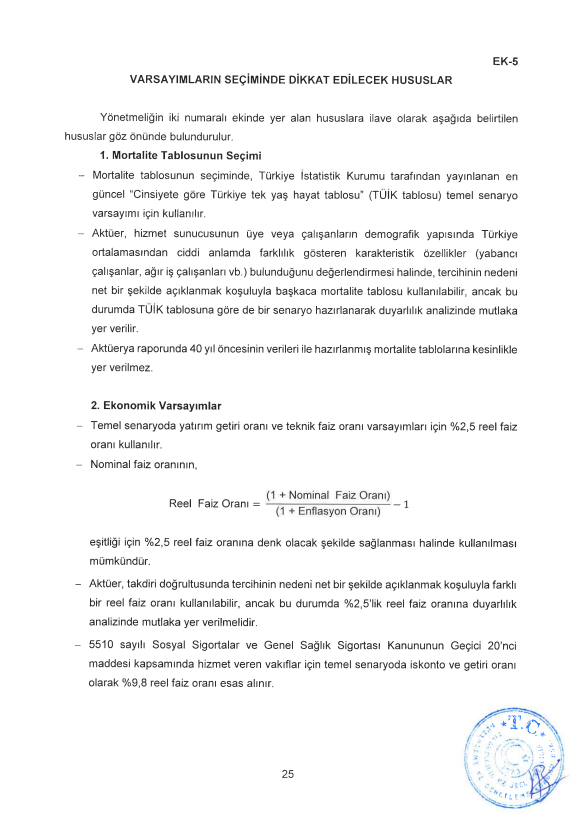 EK-5
VARSAYIMLARIN SEÇİMİNDE DİKKAT EDİLECEK HUSUSLAR
Yönetmeliğin iki numaralı ekinde yer alan hususlara ilave olarak aşağıda belirtilen
hususlar göz önünde bulundurulur.
1. Mortalite Tablosunun Seçimi
– Mortalite tablosunun seçiminde, Türkiye İstatistik Kurumu tarafından yayınlanan en
güncel “Cinsiyete göre Türkiye tek yaş hayat tablosu” (TÜİK tablosu) temel senaryo
varsayımı için kullanılır.
– Aktüer, hizmet sunucusunun üye veya çalışanların demografik yapısında Türkiye
ortalamasından ciddi anlamda farklılık gösteren karakteristik özellikler (yabancı
çalışanlar, ağır iş çalışanları vb.) bulunduğunu değerlendirmesi halinde, tercihinin nedeni
net bir şekilde açıklanmak koşuluyla başkaca mortalite tablosu kullanılabilir, ancak bu
durumda TÜİK tablosuna göre de bir senaryo hazırlanarak duyarlılık analizinde mutlaka
yer verilir.
– Aktüerya raporunda 40 yıl öncesinin verileri ile hazırlanmış mortalite tablolarına kesinlikle
yer verilmez.
2. Ekonomik Varsayımlar
– Temel senaryoda yatırım getiri oranı ve teknik faiz oranı varsayımları için %2,5 reel faiz
oranı kullanılır.
– Nominal faiz oranının,
Reel Faiz Oranı = (1 + Nominal Faiz Oranı) / (1 + Enflasyon Oranı) − 1
eşitliği için %2,5 reel faiz oranına denk olacak şekilde sağlanması halinde kullanılması
mümkündür.
– Aktüer, takdiri doğrultusunda tercihinin nedeni net bir şekilde açıklanmak koşuluyla farklı
bir reel faiz oranı kullanılabilir, ancak bu durumda %2,5'lik reel faiz oranına duyarlılık
analizinde mutlaka yer verilmelidir.
– 5510 sayılı Sosyal Sigortalar ve Genel Sağlık Sigortası Kanununun Geçici 20'nci
maddesi kapsamında hizmet veren vakıflar için temel senaryoda iskonto ve getiri oranı
olarak %9,8 reel faiz oranı esas alınır.
T.C.
25